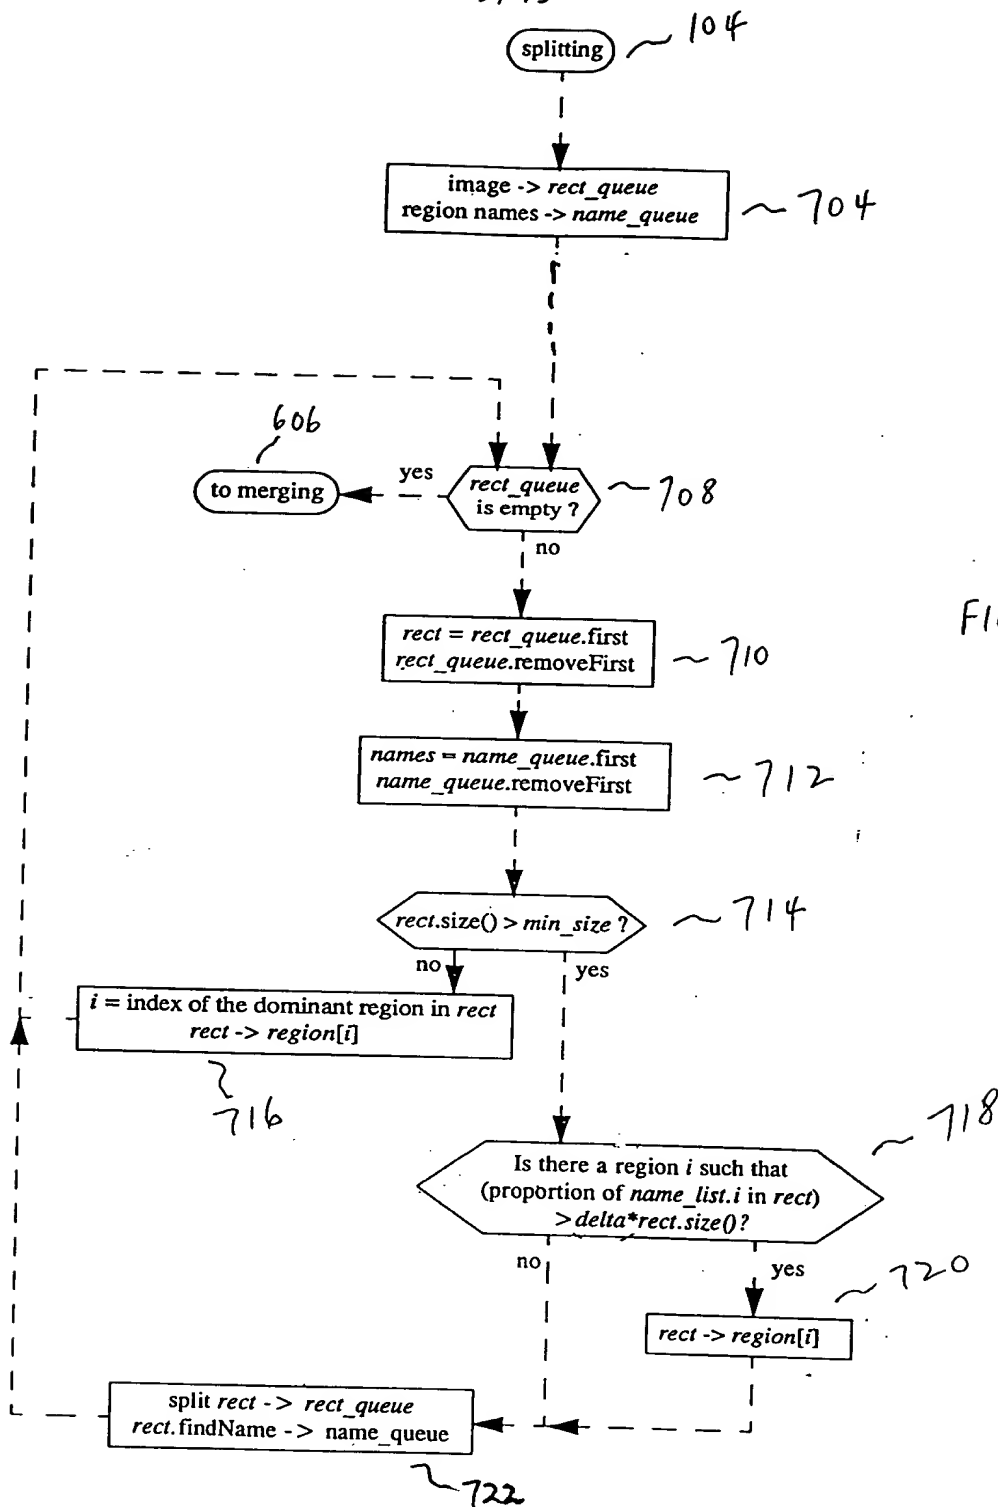 splitting
104
image -> rect_queue
region names -> name_queue
704
606
to merging
yes
rect_queue
is empty ?
708
no
rect = rect_queue.first
rect_queue.removeFirst
710
names = name_queue.first
name_queue.removeFirst
712
rect.size() > min_size ?
714
no
yes
i = index of the dominant region in rect
rect -> region[i]
716
718
Is there a region i such that
(proportion of name_list.i in rect)
>delta*rect.size()?
no
yes
720
rect -> region[i]
split rect -> rect_queue
rect.findName -> name_queue
722